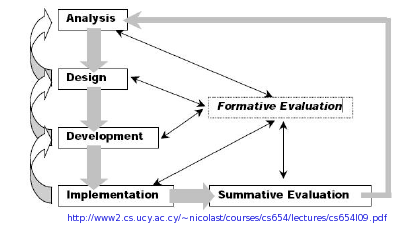 Analysis
Design
Formative Evaluation
Development
Implementation
Summative Evaluation
http://www2.cs.ucy.ac.cy/~nicolast/courses/cs654/lectures/cs654l09.pdf